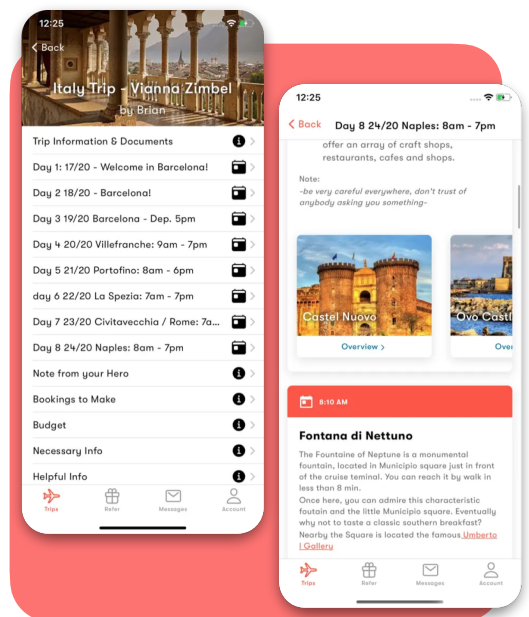 12:25
Back
Italy Trip - Vianna Zimbel
by Brian
Trip Information & Documents
Day 1: 17/20 - Welcome in Barcelona!
Day 2 18/20 - Barcelona!
Day 3 19/20 Barcelona - Dep. 5pm
Day 4 20/20 Villefranche: 9am - 7pm
Day 5 21/20 Portofino: 8am - 6pm
day 6 22/20 La Spezia: 7am - 7pm
Day 7 23/20 Civitavecchia / Rome: 7a...
Day 8 24/20 Naples: 8am - 7pm
Note from your Hero
Bookings to Make
Budget
Necessary Info
Helpful Info
Trips
Refer
Messages
Account
12:25
Back
Day 8 24/20 Naples: 8am - 7pm
offer an array of craft shops,
restaurants, cafes and shops.
Note:
-be very careful everywhere, don't trust of
anybody asking you something-
Castel Nuovo
Overview >
Ovo Castl
Over
8:10 AM
Fontana di Nettuno
The Fountaine of Neptune is a monumental
fountain, located in Municipio square just in front
of the cruise teminal. You can reach it by walk in
less than 8 min.
Once here, you can admire this characteristic
foutain and the little Municipio square. Eventually
why not to taste a classic southern breakfast?
Nearby the Square is located the famous Umberto
I Gallery
Trips
Refer
Messages
Account